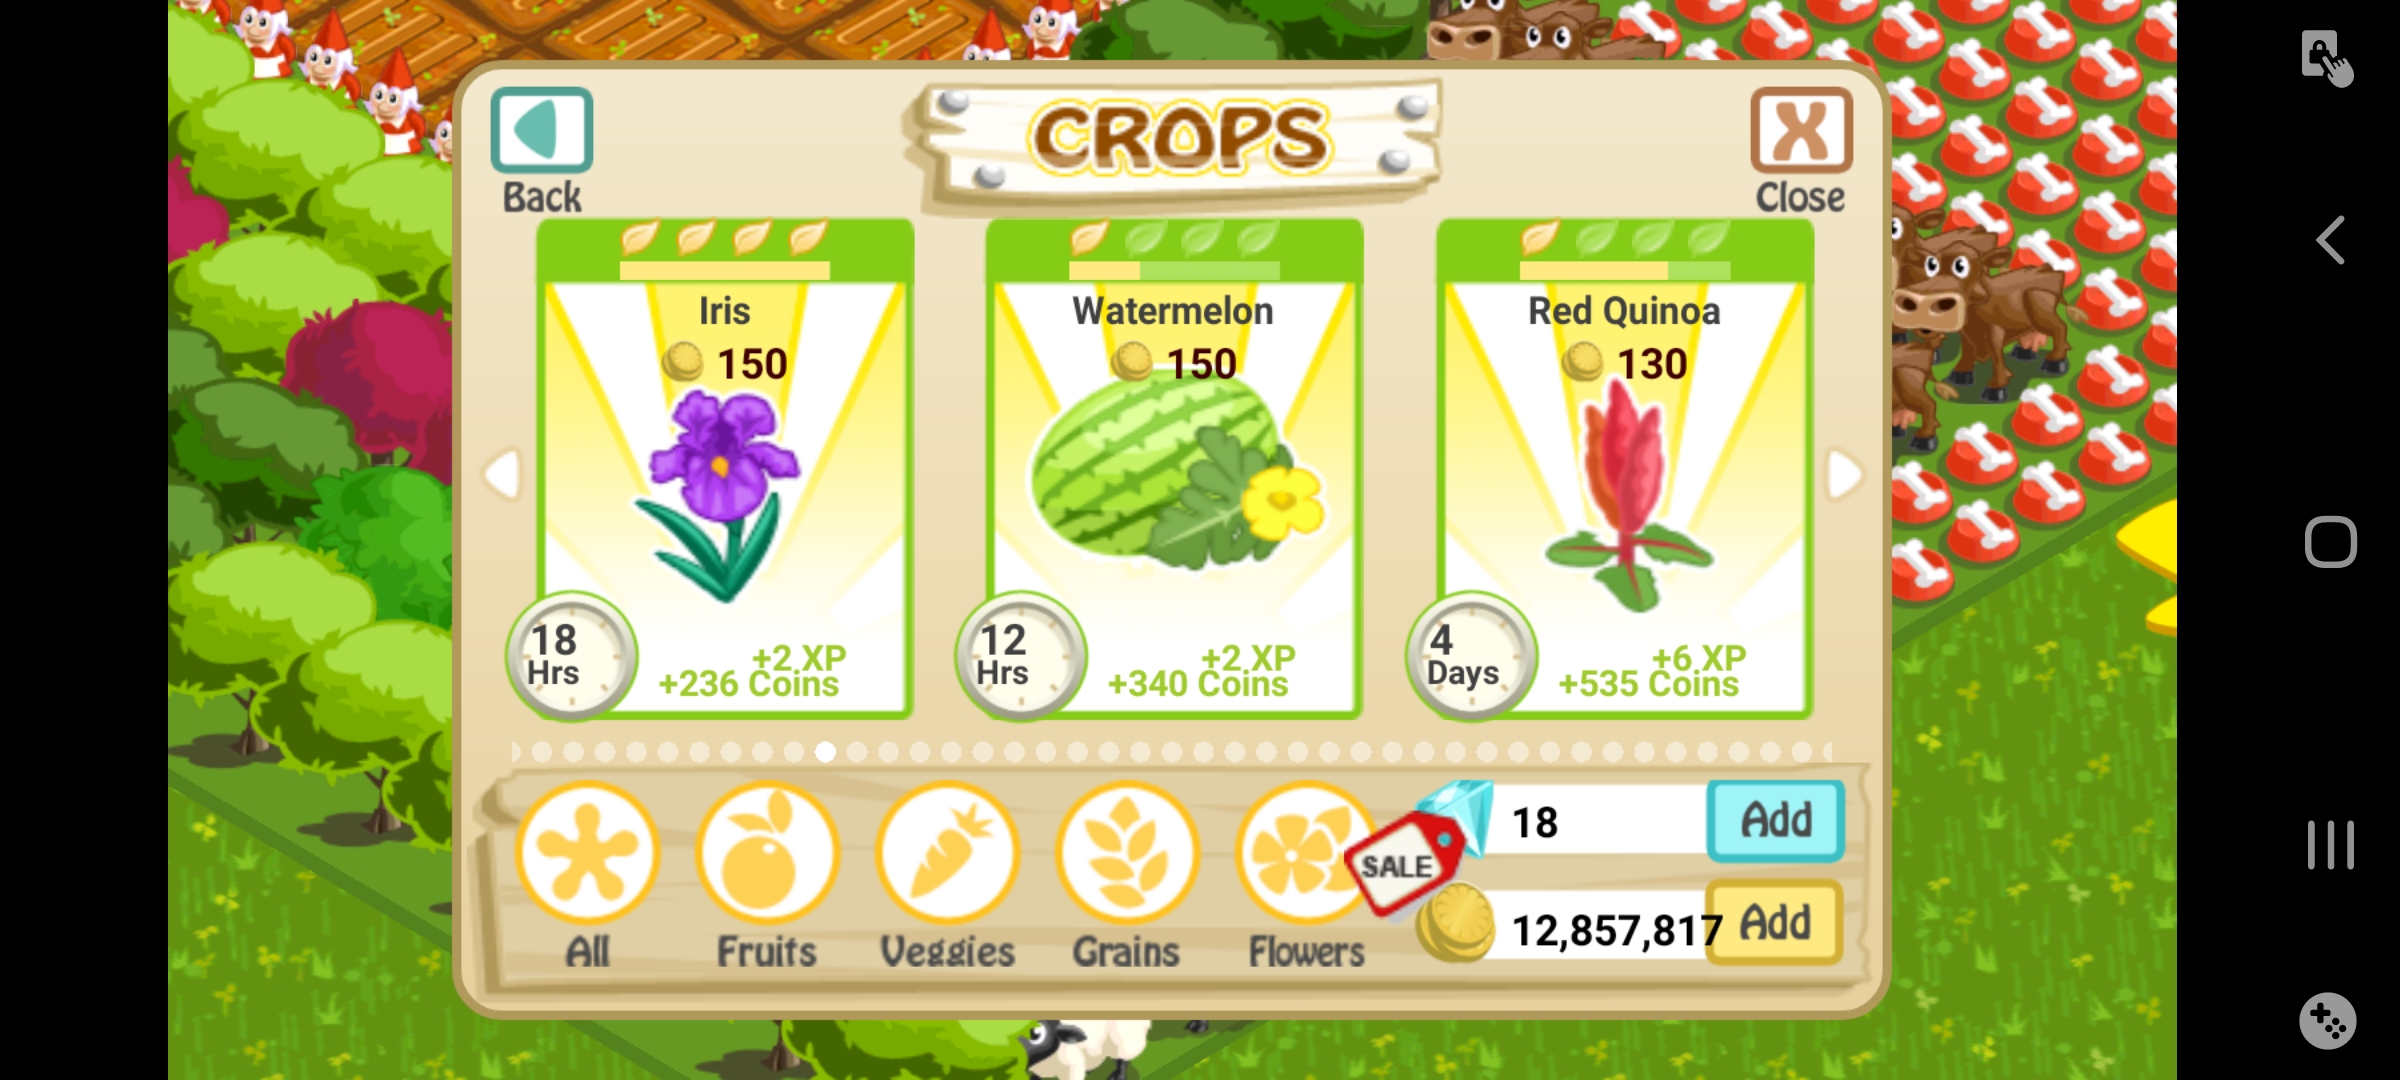 CROPS
Back
Close
Iris
150
18
Hrs
+2 XP
+236 Coins
Watermelon
150
12
Hrs
+2 XP
+340 Coins
Red Quinoa
130
4
Days
+6 XP
+535 Coins
All
Fruits
Veggies
Grains
Flowers
SALE
18
Add
12,857,817
Add